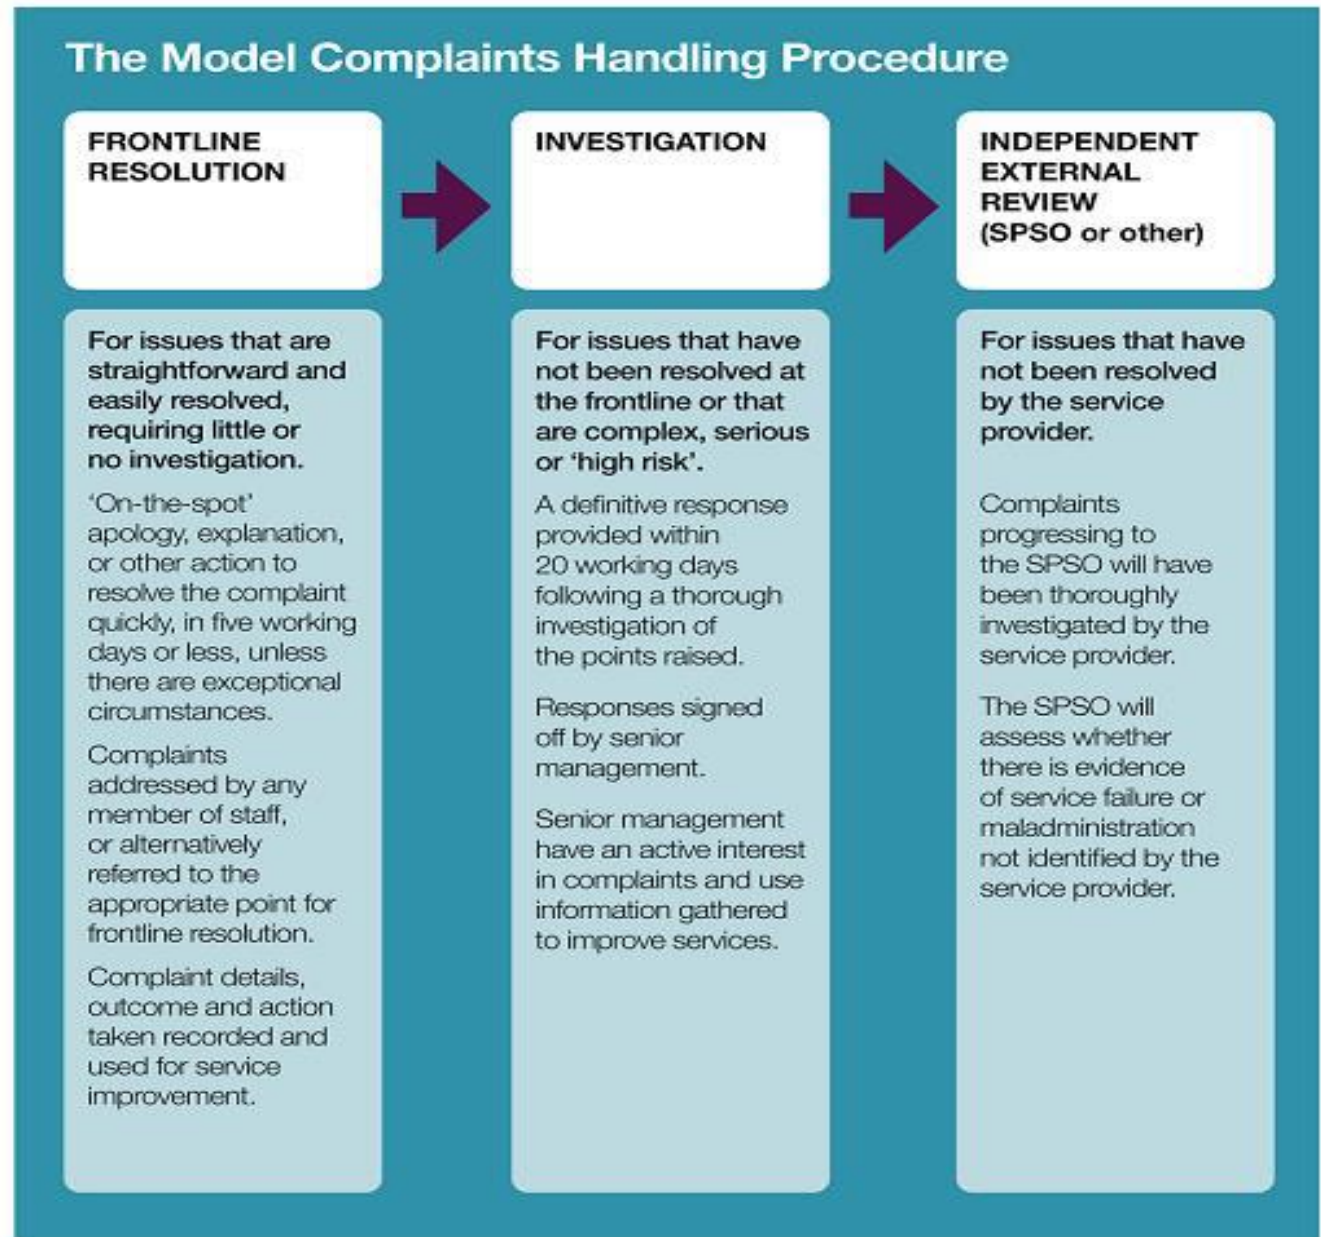 The Model Complaints Handling Procedure
FRONTLINE
RESOLUTION
For issues that are
straightforward and
easily resolved,
requiring little or
no investigation.
‘On-the-spot’
apology, explanation,
or other action to
resolve the complaint
quickly, in five working
days or less, unless
there are exceptional
circumstances.
Complaints
addressed by any
member of staff,
or alternatively
referred to the
appropriate point for
frontline resolution.
Complaint details,
outcome and action
taken recorded and
used for service
improvement.
INVESTIGATION
For issues that have
not been resolved at
the frontline or that
are complex, serious
or ‘high risk’.
A definitive response
provided within
20 working days
following a thorough
investigation of
the points raised.
Responses signed
off by senior
management.
Senior management
have an active interest
in complaints and use
information gathered
to improve services.
INDEPENDENT
EXTERNAL
REVIEW
(SPSO or other)
For issues that have
not been resolved
by the service
provider.
Complaints
progressing to
the SPSO will have
been thoroughly
investigated by the
service provider.
The SPSO will
assess whether
there is evidence
of service failure or
maladministration
not identified by the
service provider.